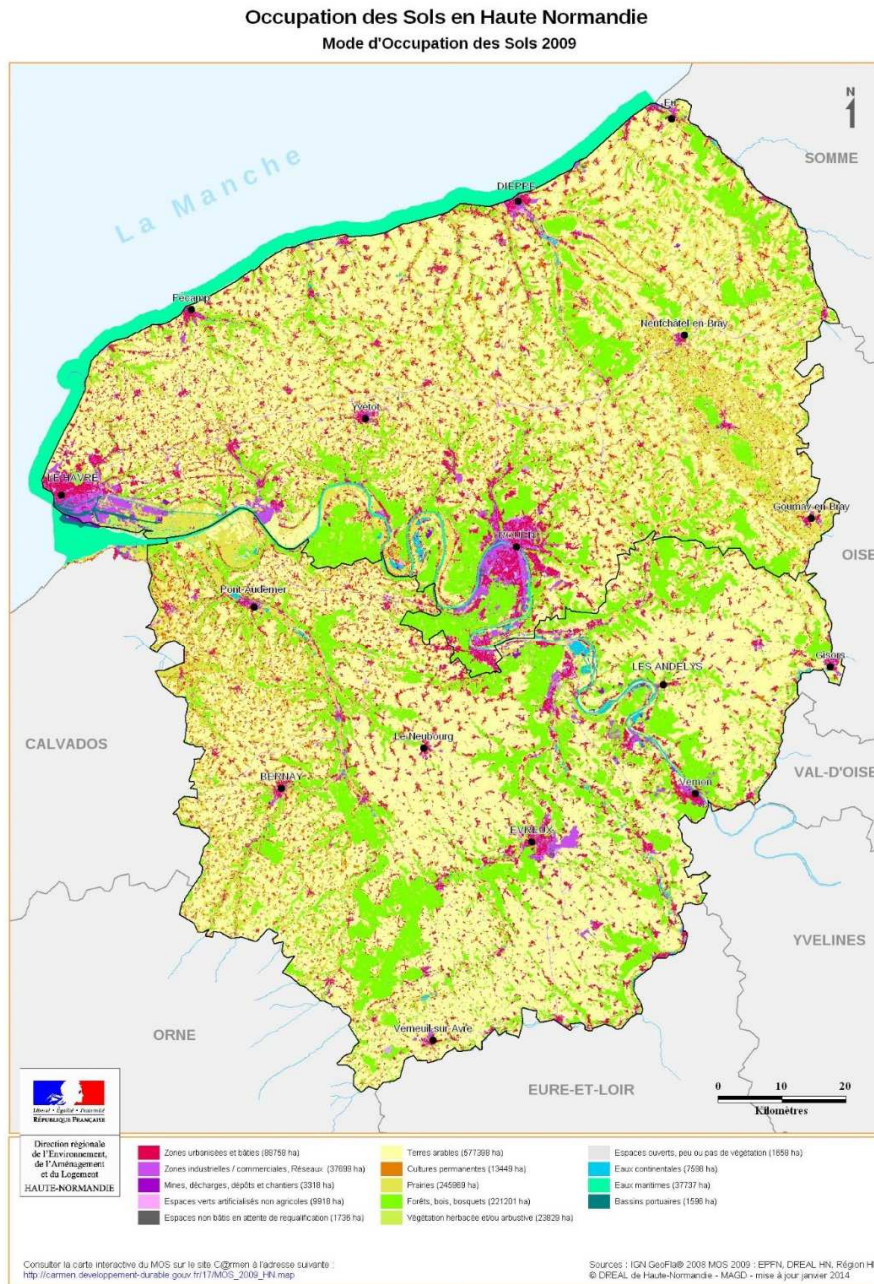 Occupation des Sols en Haute Normandie
Mode d'Occupation des Sols 2009
N
La Manche
Eu
SOMME
DIEPPE
Fécamp
Neufchâtel-en-Bray
Yvetot
LE HAVRE
Gournay-en-Bray
ROUEN
OISE
Pont-Audemer
Gisors
LES ANDELYS
CALVADOS
Le Neubourg
VAL-D'OISE
BERNAY
Vernon
EVREUX
YVELINES
ORNE
Verneuil-sur-Avre
EURE-ET-LOIR
0 10 20
Kilomètres
Liberté • Égalité • Fraternité
RÉPUBLIQUE FRANÇAISE
Direction régionale
de l'Environnement,
de l'Aménagement
et du Logement
HAUTE-NORMANDIE
Zones urbanisées et bâties (88758 ha)
Zones industrielles / commerciales, Réseaux (37699 ha)
Mines, décharges, dépôts et chantiers (3318 ha)
Espaces verts artificialisés non agricoles (9918 ha)
Espaces non bâtis en attente de requalification (1736 ha)
Terres arables (577398 ha)
Cultures permanentes (13449 ha)
Prairies (245969 ha)
Forêts, bois, bosquets (221201 ha)
Végétation herbacée et/ou arbustive (23829 ha)
Espaces ouverts, peu ou pas de végétation (1659 ha)
Eaux continentales (7598 ha)
Eaux maritimes (37737 ha)
Bassins portuaires (1596 ha)
Consulter la carte interactive du MOS sur le site C@rmen à l'adresse suivante :
http://carmen.developpement-durable.gouv.fr/17/MOS_2009_HN.map
Sources : IGN GeoFla® 2008 MOS 2009 : EPFN, DREAL HN, Région H
© DREAL de Haute-Normandie - MAGD - mise à jour janvier 2014